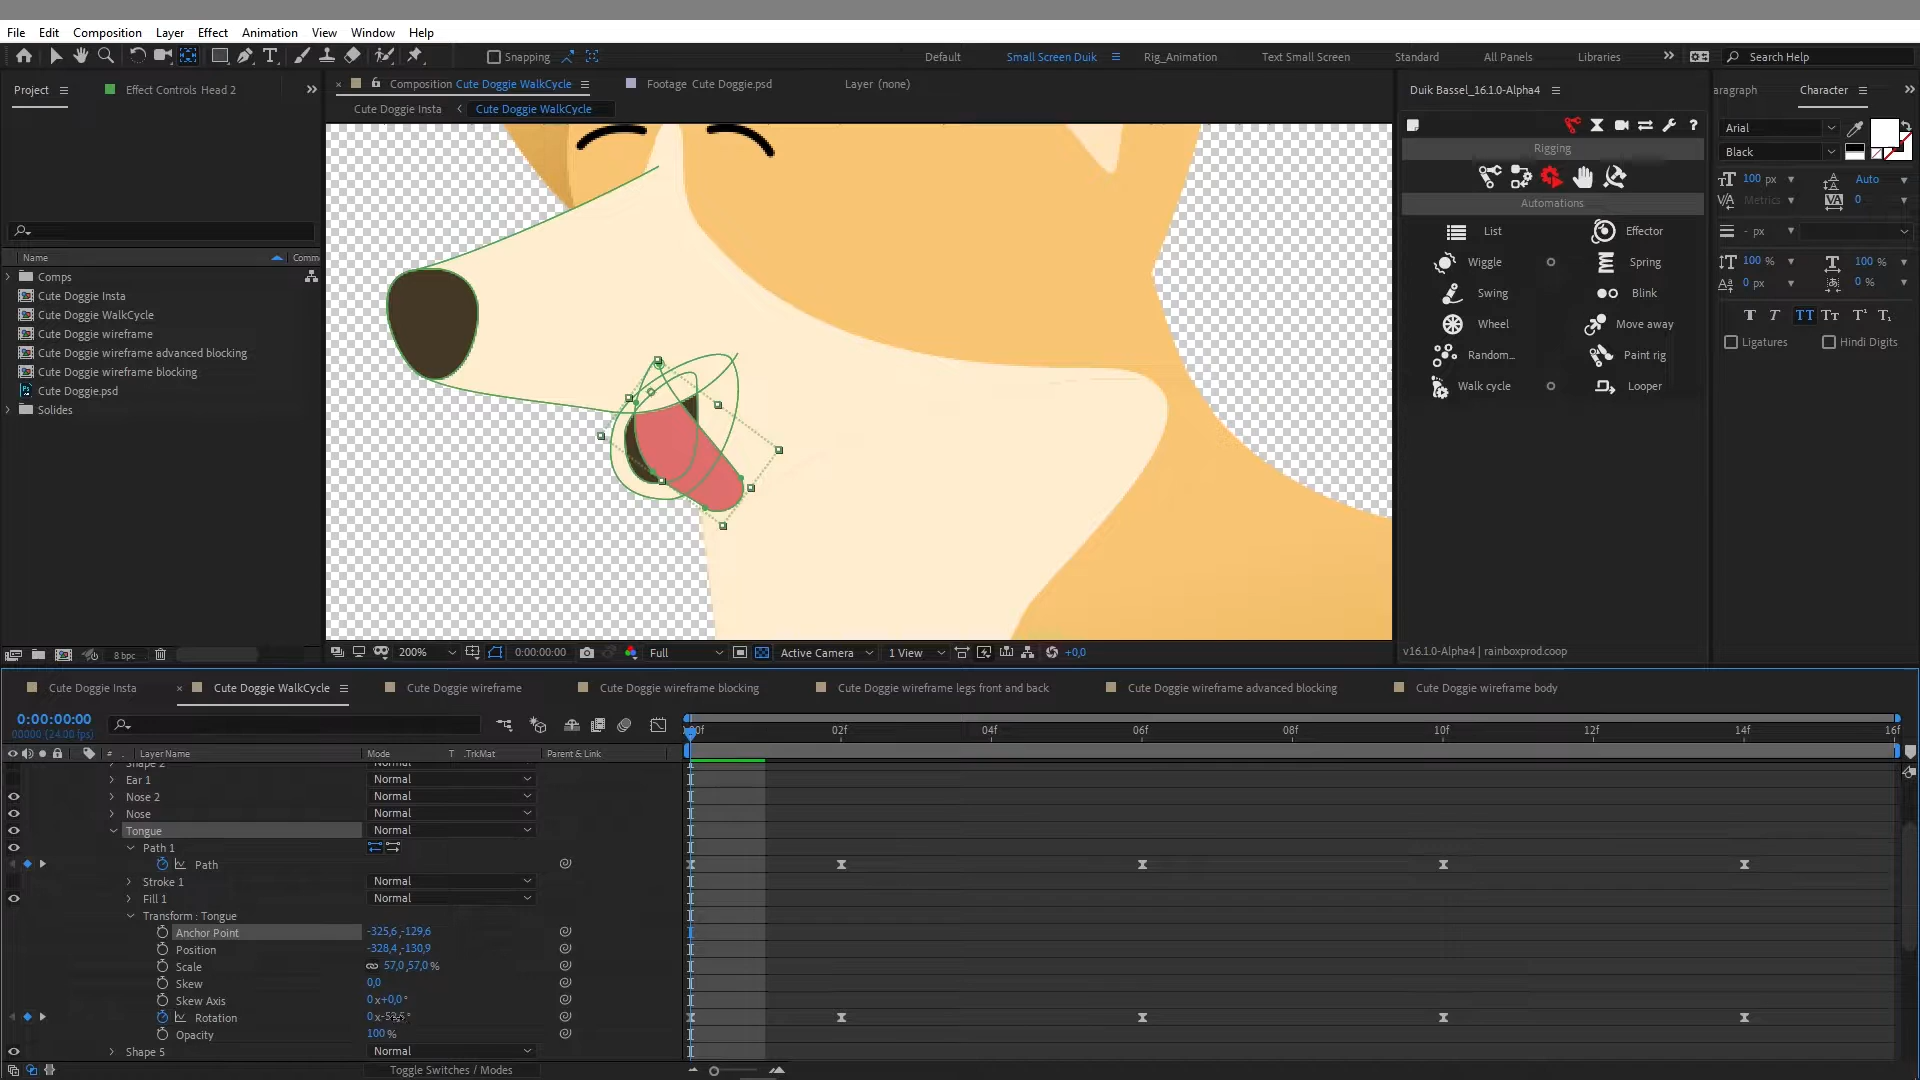 File Edit Composition Layer Effect Animation View Window Help
Snapping Default Small Screen Duik Rig_Animation Text Small Screen Standard All Panels Libraries Search Help
Project Effect Controls Head 2
Composition Cute Doggie WalkCycle Footage Cute Doggie.psd Layer (none)
Cute Doggie Insta Cute Doggie WalkCycle
Name Comm
Comps
Cute Doggie Insta
Cute Doggie WalkCycle
Cute Doggie wireframe
Cute Doggie wireframe advanced blocking
Cute Doggie wireframe blocking
Cute Doggie.psd
Solides
8 bpc
200% 0:00:00:00 Full Active Camera 1 View +0,0
Duik Bassel_16.1.0-Alpha4
Rigging
Automations
List Effector
Wiggle Spring
Swing Blink
Wheel Move away
Random... Paint rig
Walk cycle Looper
v16.1.0-Alpha4 | rainboxprod.coop
aragraph Character
Arial
Black
100 px Auto
Metrics 0
- px
100 % 100 %
0 px 0 %
T T TT Tт T¹ T₁
Ligatures Hindi Digits
Cute Doggie Insta Cute Doggie WalkCycle Cute Doggie wireframe Cute Doggie wireframe blocking Cute Doggie wireframe legs front and back Cute Doggie wireframe advanced blocking Cute Doggie wireframe body
0:00:00:00
00000 (24.00 fps)
00f 02f 04f 06f 08f 10f 12f 14f 16f
# Layer Name Mode T .TrkMat Parent & Link
Shape 2 Normal
Ear 1 Normal
Nose 2 Normal
Nose Normal
Tongue Normal
Path 1
Path
Stroke 1 Normal
Fill 1 Normal
Transform : Tongue
Anchor Point -325,6 ,-129,6
Position -328,4 ,-130,9
Scale 57,0 ,57,0 %
Skew 0,0
Skew Axis 0 x+0,0 °
Rotation 0 x
Opacity 100 %
Shape 5 Normal
Toggle Switches / Modes